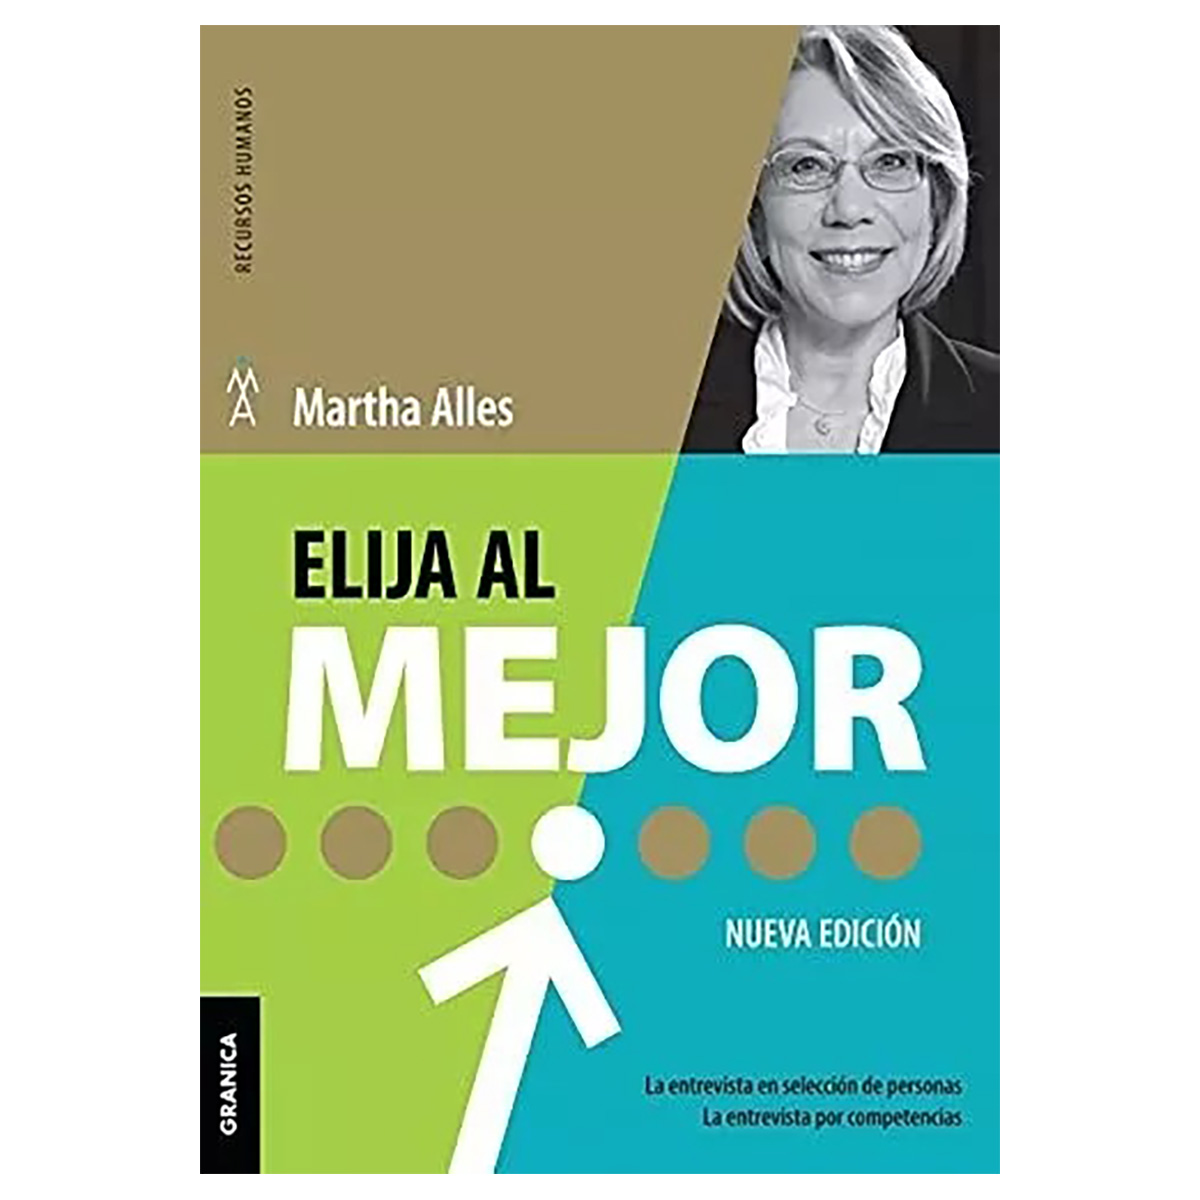 RECURSOS HUMANOS
MA
Martha Alles
ELIJA AL
MEJOR
NUEVA EDICIÓN
GRANICA
La entrevista en selección de personas
La entrevista por competencias